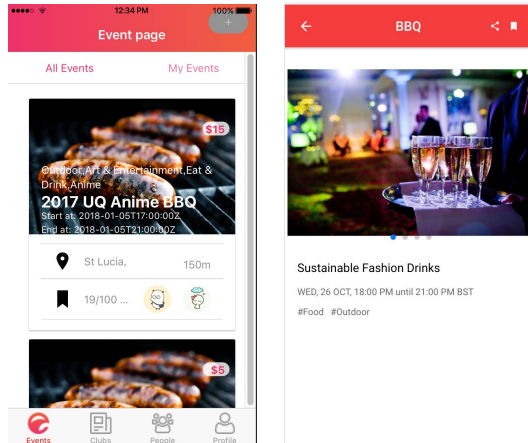 12:34 PM
100%
+
Event page
All Events
My Events
$15
Outdoor,Art & Entertainment,Eat &
Drink,Anime
2017 UQ Anime BBQ
Start at: 2018-01-05T17:00:00Z
End at: 2018-01-05T21:00:00Z
St Lucia,
150m
19/100 ...
$5
Events
Clubs
People
Profile
BBQ
Sustainable Fashion Drinks
WED, 26 OCT, 18:00 PM until 21:00 PM BST
#Food #Outdoor